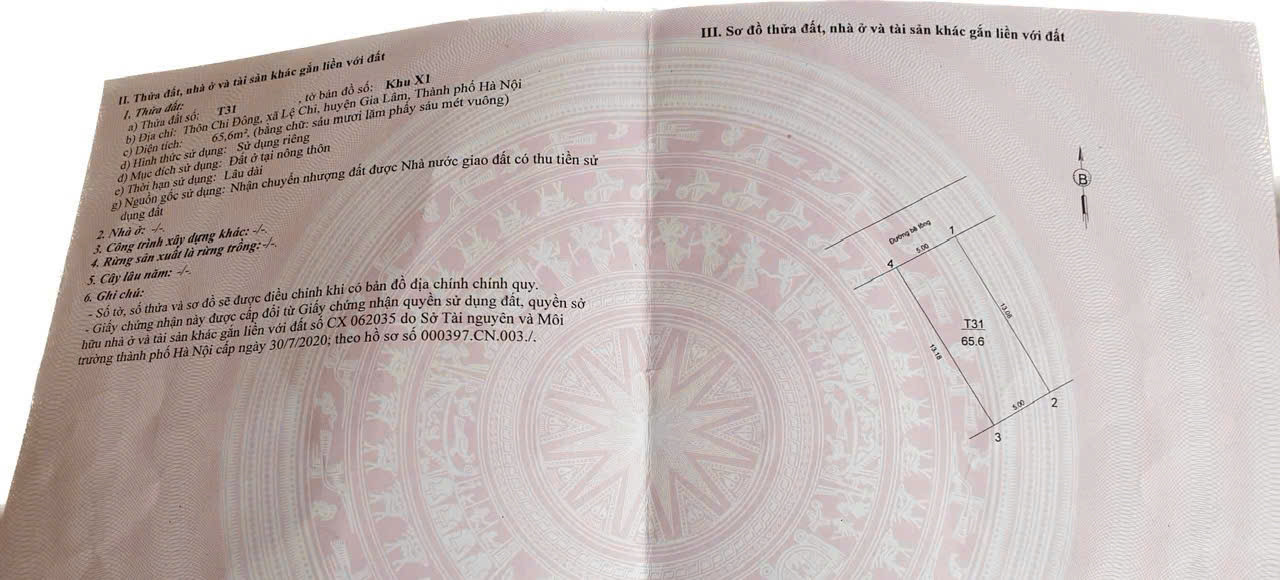 II. Thửa đất, nhà ở và tài sản khác gắn liền với đất
1. Thửa đất:
a) Thửa đất số: T31 , tờ bản đồ số: Khu X1
b) Địa chỉ: Thôn Chi Đông, xã Lệ Chi, huyện Gia Lâm, Thành phố Hà Nội
c) Diện tích: 65,6m², (bằng chữ: sáu mươi lăm phẩy sáu mét vuông)
d) Hình thức sử dụng: Sử dụng riêng
đ) Mục đích sử dụng: Đất ở tại nông thôn
e) Thời hạn sử dụng: Lâu dài
g) Nguồn gốc sử dụng: Nhận chuyển nhượng đất được Nhà nước giao đất có thu tiền sử
dụng đất
2. Nhà ở: -/-.
3. Công trình xây dựng khác: -/-.
4. Rừng sản xuất là rừng trồng: -/-.
5. Cây lâu năm: -/-.
6. Ghi chú:
- Số tờ, số thửa và sơ đồ sẽ được điều chỉnh khi có bản đồ địa chính chính quy.
- Giấy chứng nhận này được cấp đổi từ Giấy chứng nhận quyền sử dụng đất, quyền sở
hữu nhà ở và tài sản khác gắn liền với đất số CX 062035 do Sở Tài nguyên và Môi
trường thành phố Hà Nội cấp ngày 30/7/2020; theo hồ sơ số 000397.CN.003./.
III. Sơ đồ thửa đất, nhà ở và tài sản khác gắn liền với đất
B
Đường bê tông
5.00
1
4
13.08
T31
65.6
13.18
5.00
2
3